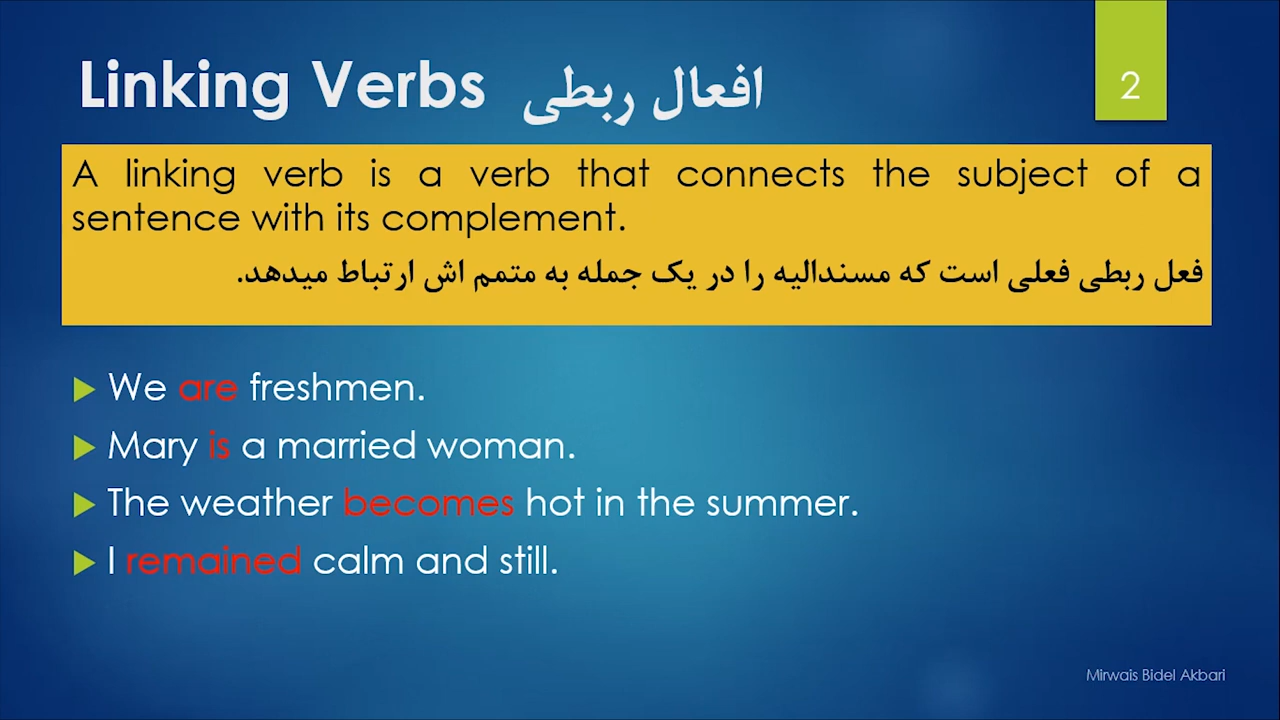 Linking Verbs افعال ربطی
2
A linking verb is a verb that connects the subject of a
sentence with its complement.
فعل ربطی فعلی است که مسندالیه را در یک جمله به متمم اش ارتباط میدهد.
We are freshmen.
Mary is a married woman.
The weather becomes hot in the summer.
I remained calm and still.
Mirwais Bidel Akbari